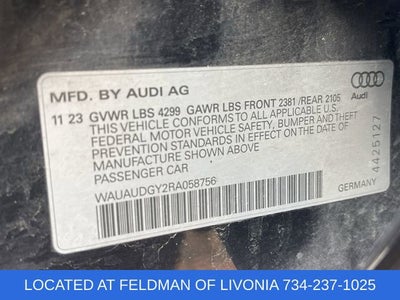 MFD. BY AUDI AG
11 23 GVWR LBS 4299 GAWR LBS FRONT 2381 /REAR 2105
THIS VEHICLE CONFORMS TO ALL APPLICABLE U.S.
FEDERAL MOTOR VEHICLE SAFETY, BUMPER AND THEFT
PREVENTION STANDARDS IN EFFECT ON THE DATE OF
MANUFACTURE SHOWN ABOVE.
PASSENGER CAR
WAUAUDGY2RA058756
Audi
4425127
GERMANY
LOCATED AT FELDMAN OF LIVONIA 734-237-1025